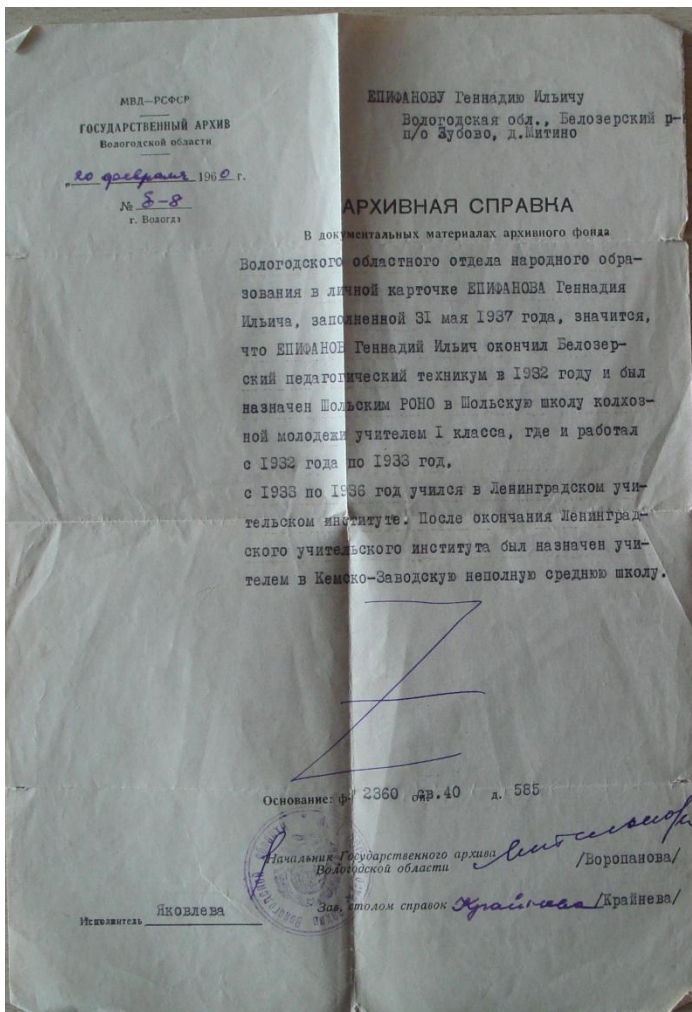 МВД—РСФСР
ГОСУДАРСТВЕННЫЙ АРХИВ
Вологодской области
20 февраля 1960 г.
№ 8-8
г. Вологда
ЕПИФАНОВУ Геннадию Ильичу
Вологодская обл., Белозерский р-н
п/о Зубово, д.Митино
АРХИВНАЯ СПРАВКА
В документальных материалах архивного фонда
Вологодского областного отдела народного обра-
зования в личной карточке ЕПИФАНОВА Геннадия
Ильича, заполненной 31 мая 1937 года, значится,
что ЕПИФАНОВ Геннадий Ильич окончил Белозер-
ский педагогический техникум в 1932 году и был
назначен Шольским РОНО в Шольскую школу колхоз-
ной молодежи учителем I класса, где и работал
с 1932 года по 1933 год,
с 1933 по 1936 год учился в Ленинградском учи-
тельском институте. После окончания Ленинград-
ского учительского института был назначен учи-
телем в Кемско-Заводскую неполную среднюю школу.
Основание: ф. 2360 св.40 д. 585
Начальник Государственного архива
Вологодской области /Воропанова/
Зав. столом справок Крайнева /Крайнева/
Исполнитель Яковлева